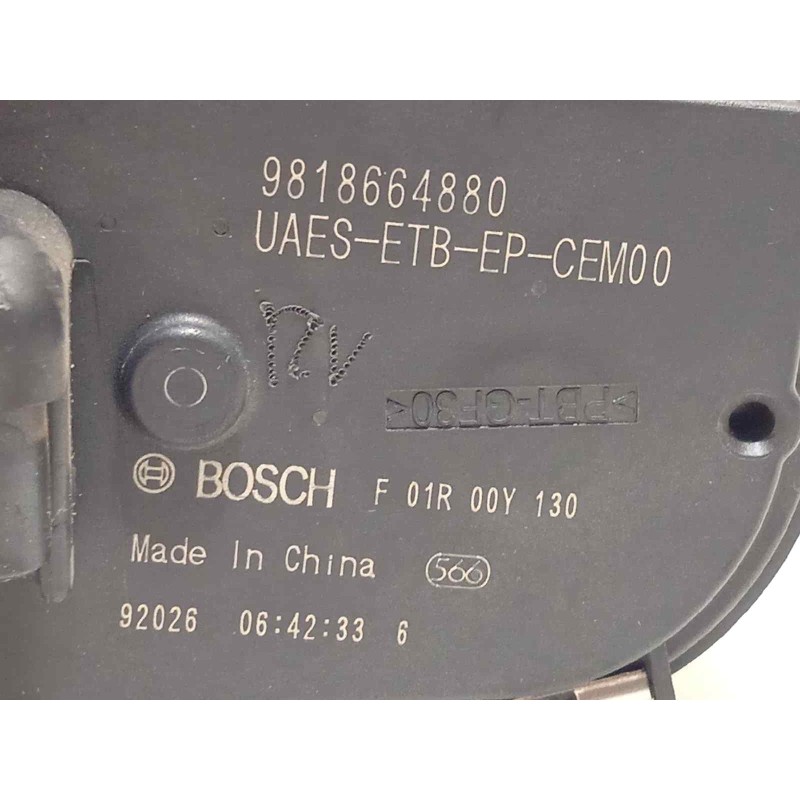 9818664880
UAES-ETB-EP-CEM00
>PBT-GF30<
BOSCH F 01R 00Y 130
Made In China 566
92026 06:42:33 6